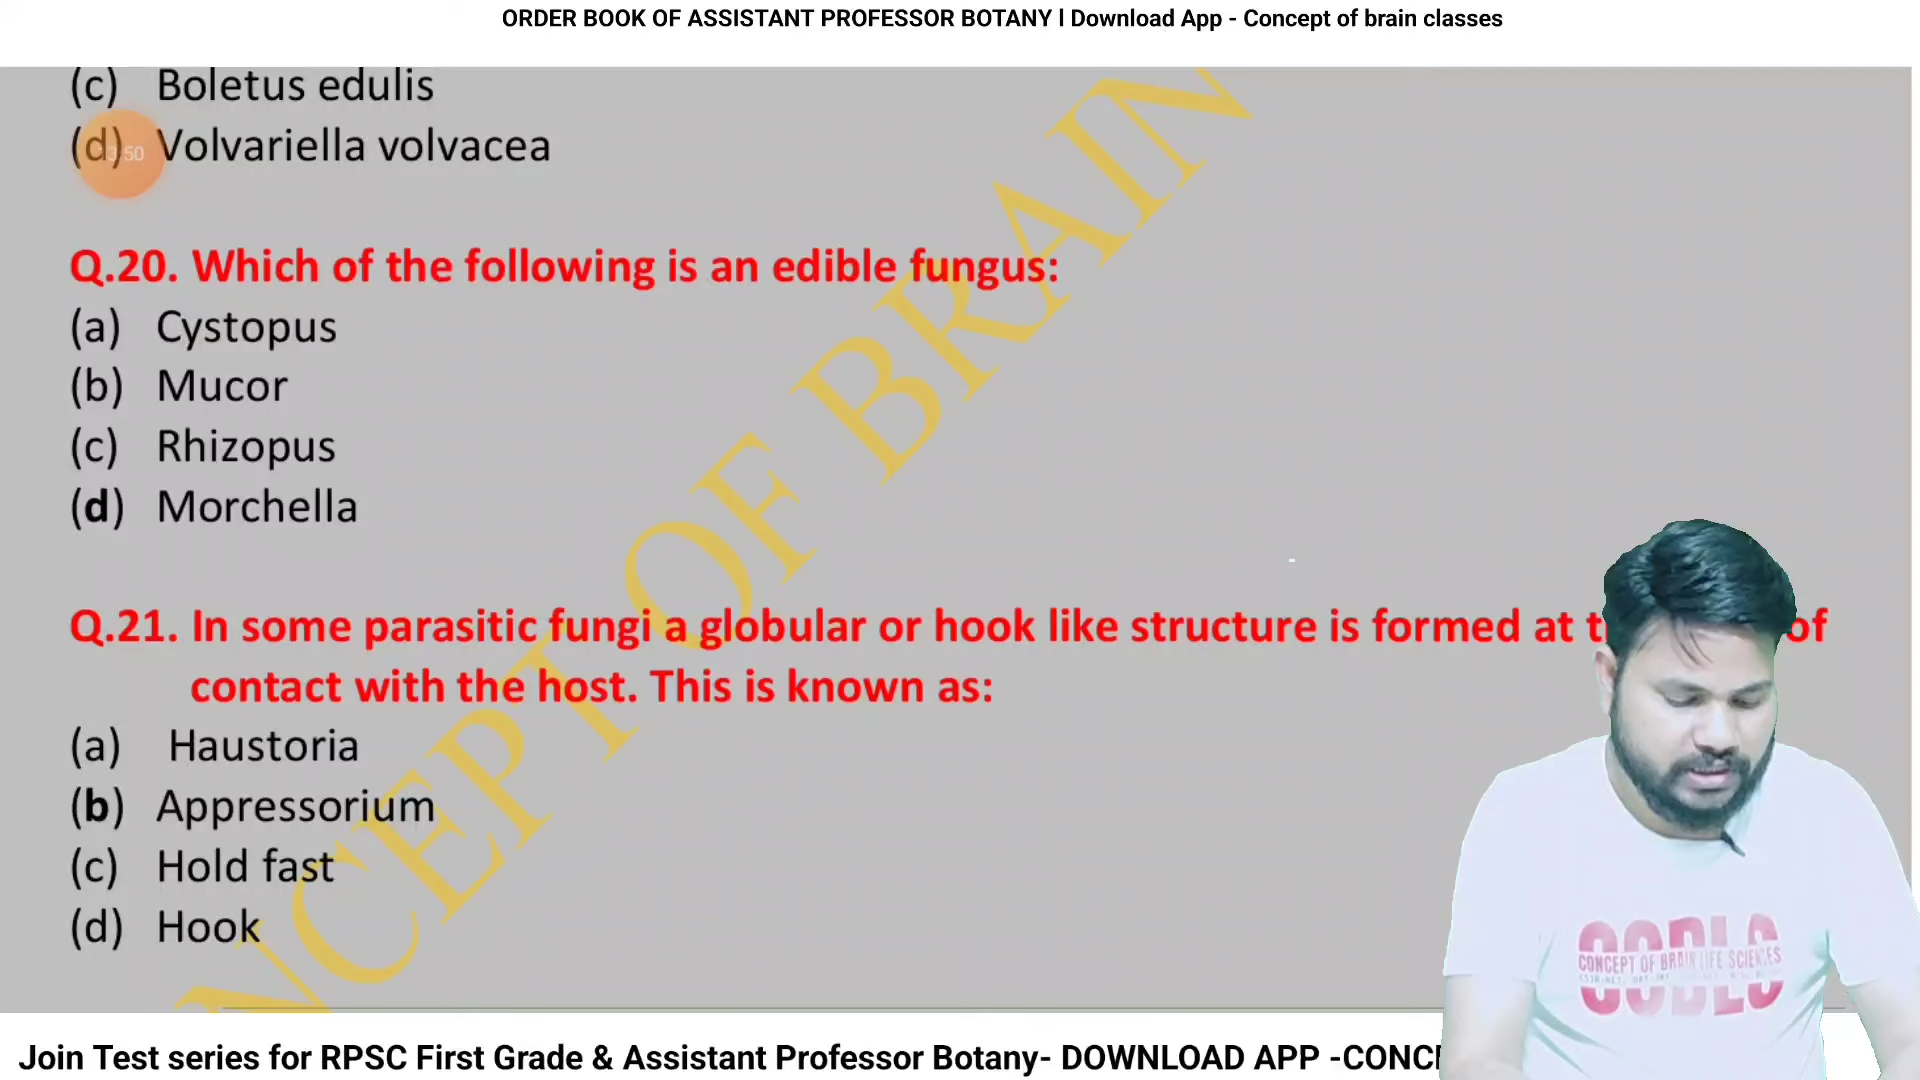 ORDER BOOK OF ASSISTANT PROFESSOR BOTANY l Download App - Concept of brain classes
(c) Boletus edulis
(d) Volvariella volvacea
Q.20. Which of the following is an edible fungus:
(a) Cystopus
(b) Mucor
(c) Rhizopus
(d) Morchella
Q.21. In some parasitic fungi a globular or hook like structure is formed at of
contact with the host. This is known as:
(a) Haustoria
(b) Appressorium
(c) Hold fast
(d) Hook
CONCEPT OF BRAIN LIFE SCIENCES
NCEPT OF BRAIN
Join Test series for RPSC First Grade & Assistant Professor Botany- DOWNLOAD APP -CONC